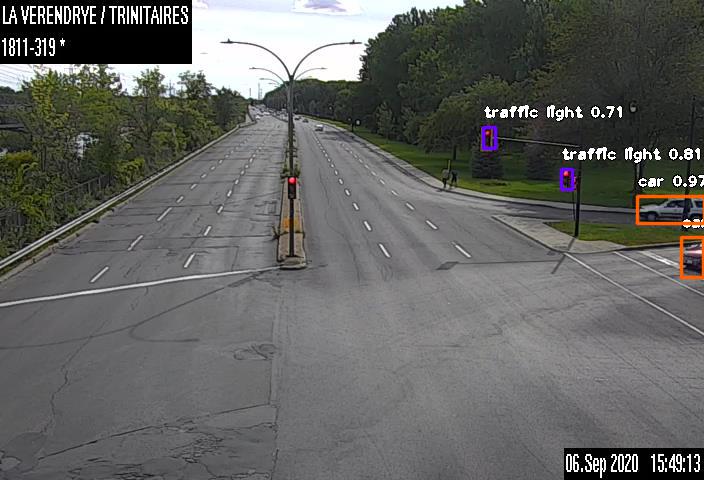 LA VERENDRYE / TRINITAIRES
1811-319 *
traffic light 0.71
traffic light 0.81
car 0.97
06.Sep 2020 15:49:13